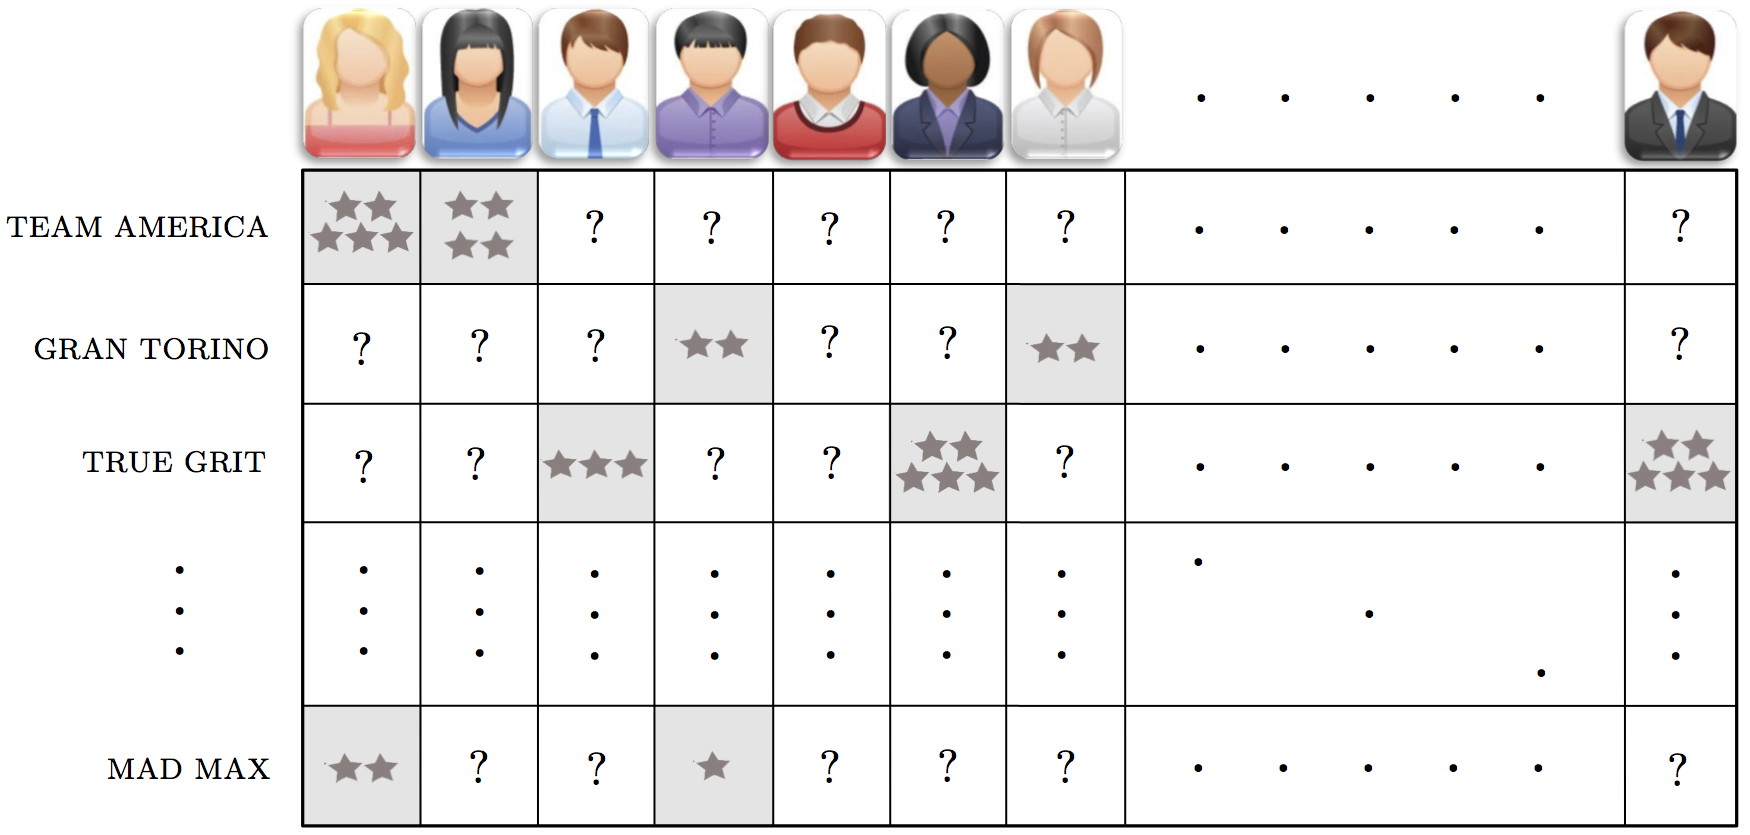 TEAM AMERICA ? ? ? ? ? ?
GRAN TORINO ? ? ? ? ? ?
TRUE GRIT ? ? ? ? ?
MAD MAX ? ? ? ? ? ?